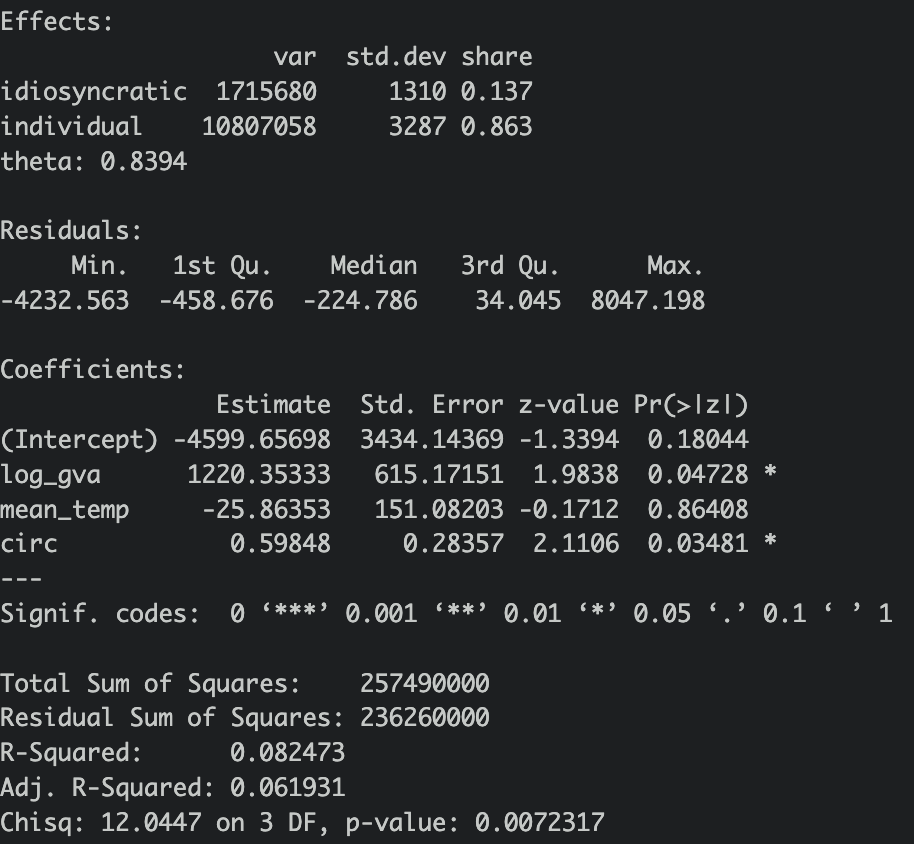 Effects:
                   var  std.dev share
idiosyncratic  1715680     1310 0.137
individual    10807058     3287 0.863
theta: 0.8394

Residuals:
     Min.   1st Qu.    Median   3rd Qu.      Max.
-4232.563  -458.676  -224.786    34.045  8047.198

Coefficients:
               Estimate  Std. Error z-value Pr(>|z|)
(Intercept) -4599.65698  3434.14369 -1.3394  0.18044
log_gva      1220.35333   615.17151  1.9838  0.04728 *
mean_temp     -25.86353   151.08203 -0.1712  0.86408
circ            0.59848     0.28357  2.1106  0.03481 *
---
Signif. codes:  0 ‘***’ 0.001 ‘**’ 0.01 ‘*’ 0.05 ‘.’ 0.1 ‘ ’ 1

Total Sum of Squares:    257490000
Residual Sum of Squares: 236260000
R-Squared:      0.082473
Adj. R-Squared: 0.061931
Chisq: 12.0447 on 3 DF, p-value: 0.0072317